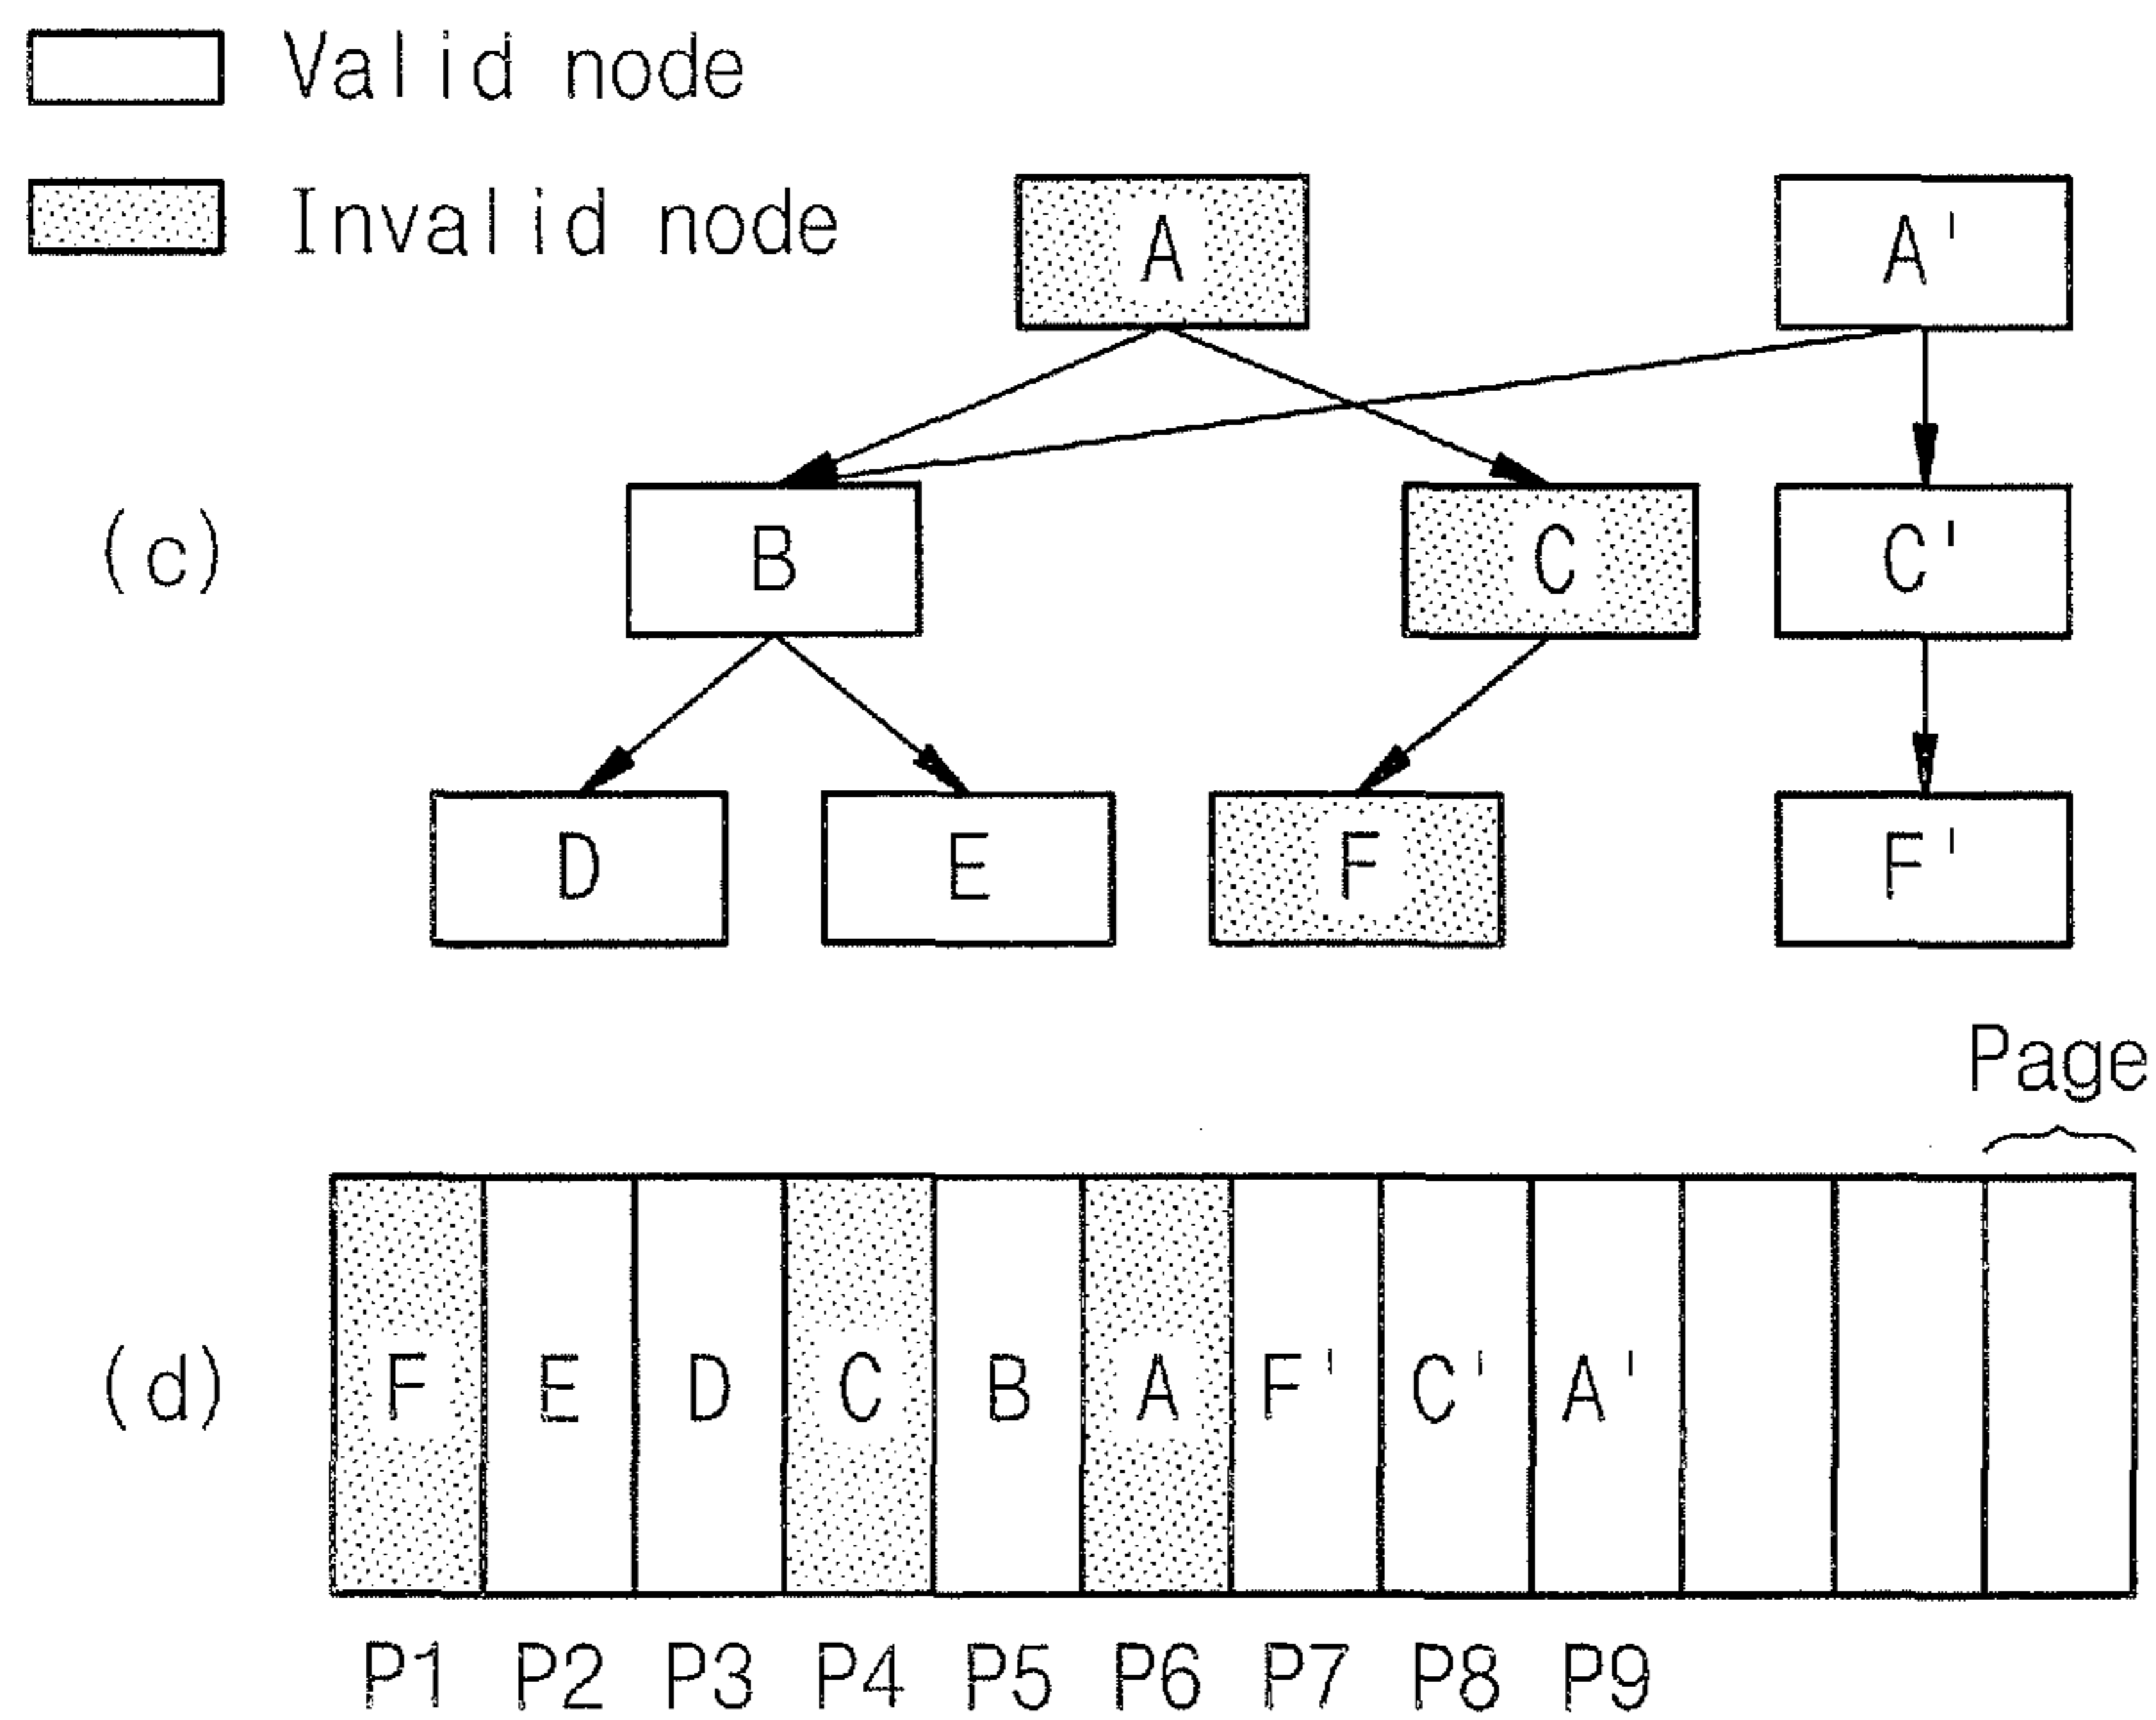 Valid node
Invalid node
A A'
(c) B C C'
D E F F'
Page
(d) F E D C B A F' C' A'
P1 P2 P3 P4 P5 P6 P7 P8 P9